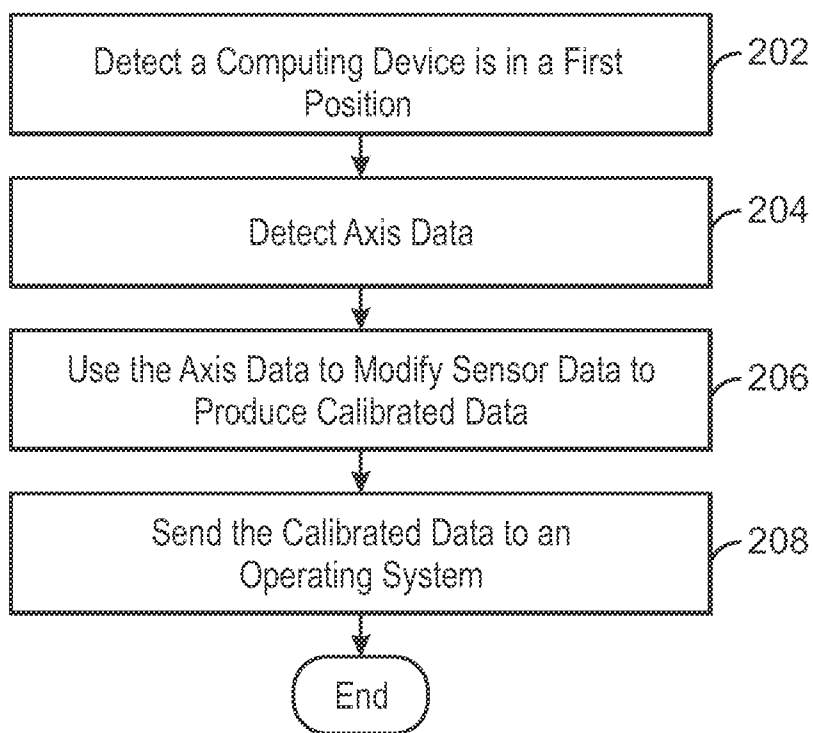 Detect a Computing Device is in a First
Position
202
Detect Axis Data
204
Use the Axis Data to Modify Sensor Data to
Produce Calibrated Data
206
Send the Calibrated Data to an
Operating System
208
End